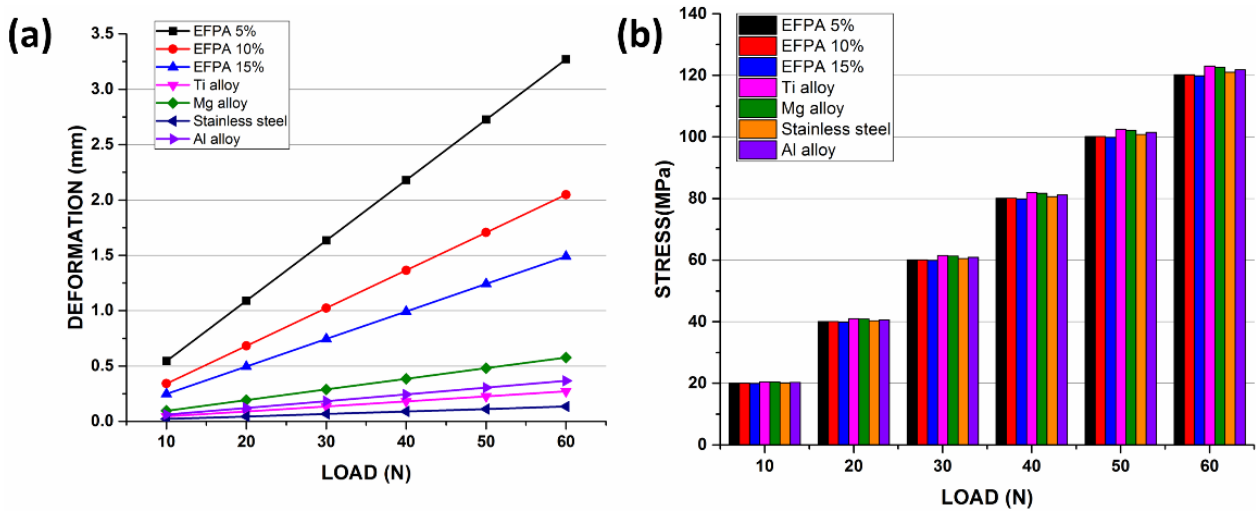 (a)
DEFORMATION (mm)
3.5
3.0
2.5
2.0
1.5
1.0
0.5
0.0
EFPA 5%
EFPA 10%
EFPA 15%
Ti alloy
Mg alloy
Stainless steel
Al alloy
10 20 30 40 50 60
LOAD (N)
(b)
STRESS(MPa)
140
120
100
80
60
40
20
0
EFPA 5%
EFPA 10%
EFPA 15%
Ti alloy
Mg alloy
Stainless steel
Al alloy
10 20 30 40 50 60
LOAD (N)